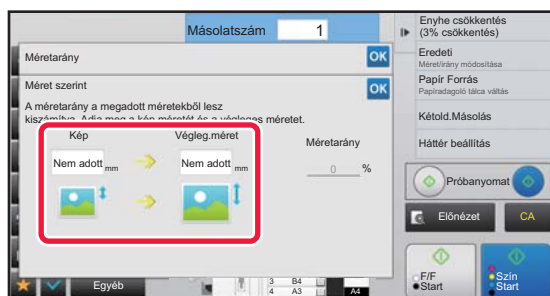 Másolatszám 1
Enyhe csökkentés
(3% csökkentés)
Méretarány OK
Eredeti
Méret/irány módosítása
Méret szerint OK
Papír Forrás
Papíradagoló tálca váltás
A méretarány a megadott méretekből lesz
kiszámítva. Adja meg a kép méretét és a végleges méretet.
Kétold.Másolás
Kép Végleg.méret Méretarány
Háttér beállítás
Nem adott mm Nem adott mm 0 %
Próbanyomat
Előnézet CA
Egyéb
3 B4
4 A3 A4
F/F
Start
Szín
Start